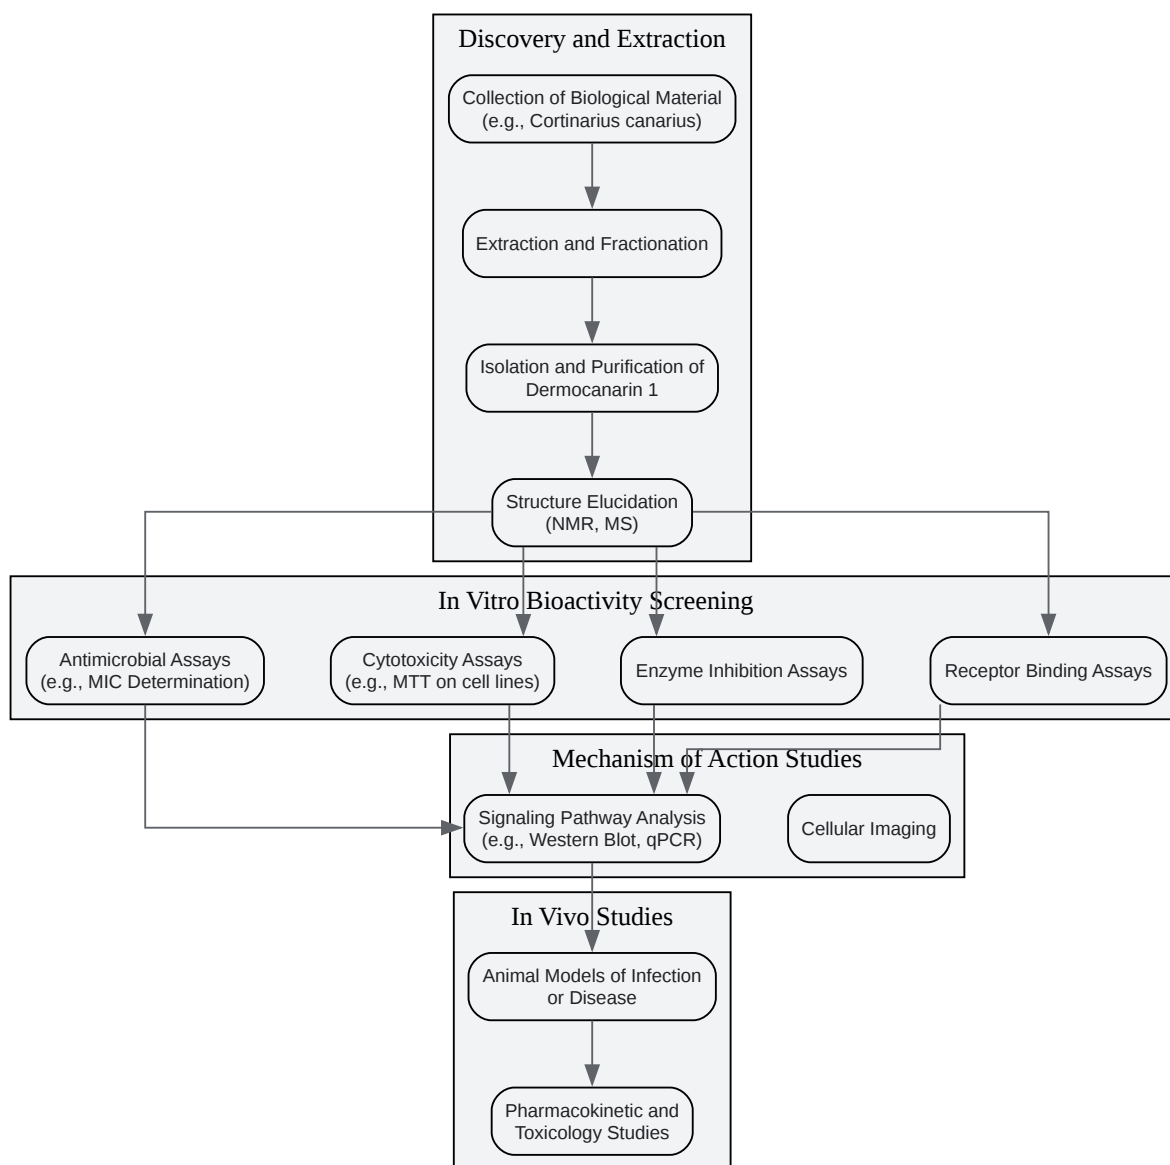 Discovery and Extraction
Collection of Biological Material
(e.g., Cortinarius canarius)
Extraction and Fractionation
Isolation and Purification of
Dermocanarin 1
Structure Elucidation
(NMR, MS)
In Vitro Bioactivity Screening
Antimicrobial Assays
(e.g., MIC Determination)
Cytotoxicity Assays
(e.g., MTT on cell lines)
Enzyme Inhibition Assays
Receptor Binding Assays
Mechanism of Action Studies
Signaling Pathway Analysis
(e.g., Western Blot, qPCR)
Cellular Imaging
In Vivo Studies
Animal Models of Infection
or Disease
Pharmacokinetic and
Toxicology Studies